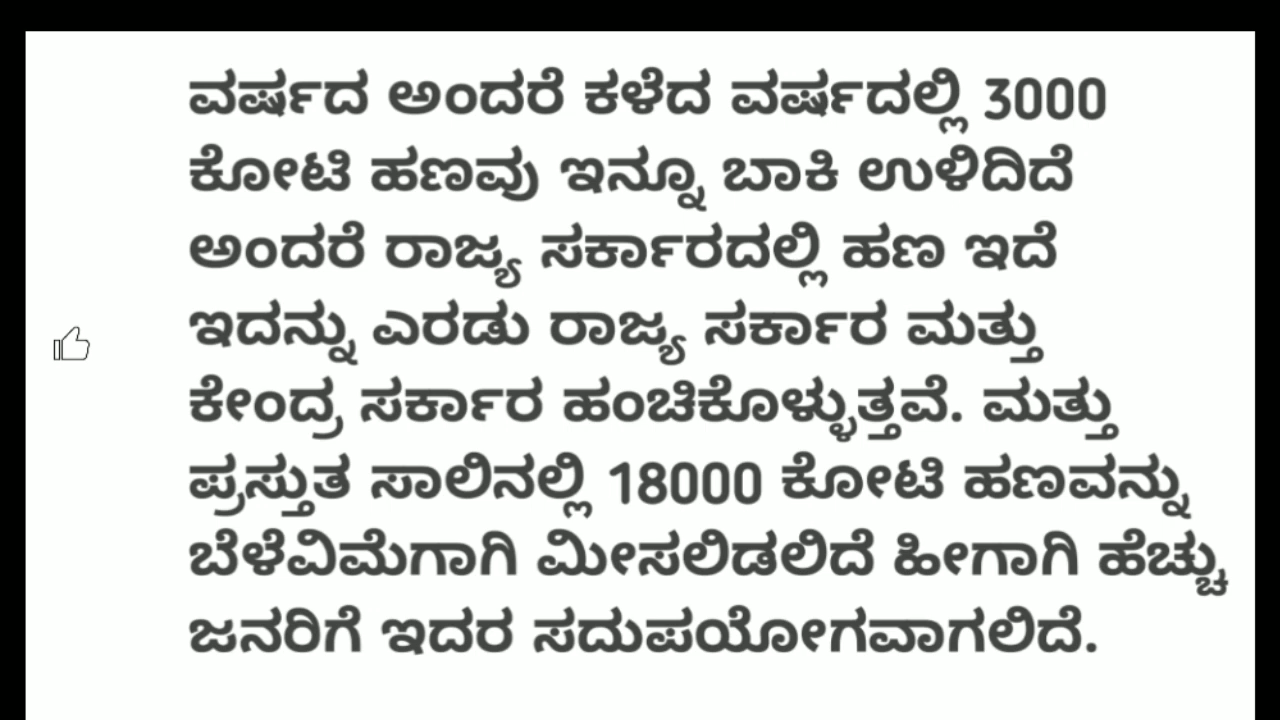 ವರ್ಷದ ಅಂದರೆ ಕಳೆದ ವರ್ಷದಲ್ಲಿ 3000
ಕೋಟಿ ಹಣವು ಇನ್ನೂ ಬಾಕಿ ಉಳಿದಿದೆ
ಅಂದರೆ ರಾಜ್ಯ ಸರ್ಕಾರದಲ್ಲಿ ಹಣ ಇದೆ
ಇದನ್ನು ಎರಡು ರಾಜ್ಯ ಸರ್ಕಾರ ಮತ್ತು
ಕೇಂದ್ರ ಸರ್ಕಾರ ಹಂಚಿಕೊಳ್ಳುತ್ತವೆ. ಮತ್ತು
ಪ್ರಸ್ತುತ ಸಾಲಿನಲ್ಲಿ 18000 ಕೋಟಿ ಹಣವನ್ನು
ಬೆಳೆವಿಮೆಗಾಗಿ ಮೀಸಲಿಡಲಿದೆ ಹೀಗಾಗಿ ಹೆಚ್ಚು
ಜನರಿಗೆ ಇದರ ಸದುಪಯೋಗವಾಗಲಿದೆ.